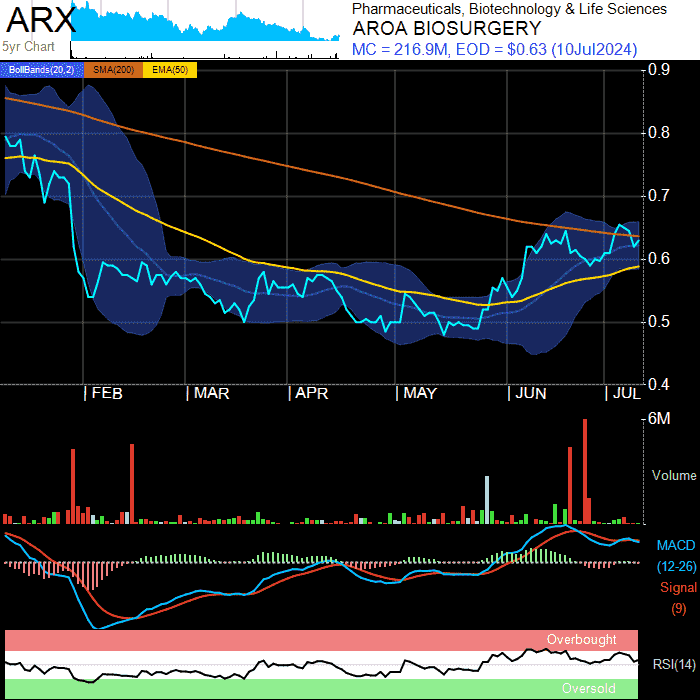 ARX
5yr Chart
Pharmaceuticals, Biotechnology & Life Sciences
AROA BIOSURGERY
MC = 216.9M, EOD = $0.63 (10Jul2024)
BollBands(20,2) SMA(200) EMA(50)
0.9
0.8
0.7
0.6
0.5
0.4
FEB MAR APR MAY JUN JUL
6M
Volume
MACD
(12-26)
Signal
(9)
Overbought
RSI(14)
Oversold